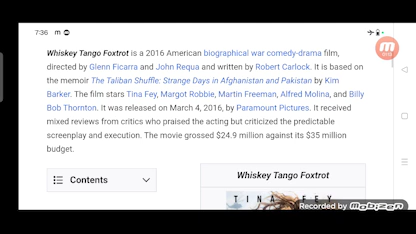 7:36 m
Whiskey Tango Foxtrot is a 2016 American biographical war comedy-drama film,
directed by Glenn Ficarra and John Requa and written by Robert Carlock. It is based on
the memoir The Taliban Shuffle: Strange Days in Afghanistan and Pakistan by Kim
Barker. The film stars Tina Fey, Margot Robbie, Martin Freeman, Alfred Molina, and Billy
Bob Thornton. It was released on March 4, 2016, by Paramount Pictures. It received
mixed reviews from critics who praised the acting but criticized the predictable
screenplay and execution. The movie grossed $24.9 million against its $35 million
budget.
Contents
Whiskey Tango Foxtrot
TINA FEY
Recorded by Mobizen